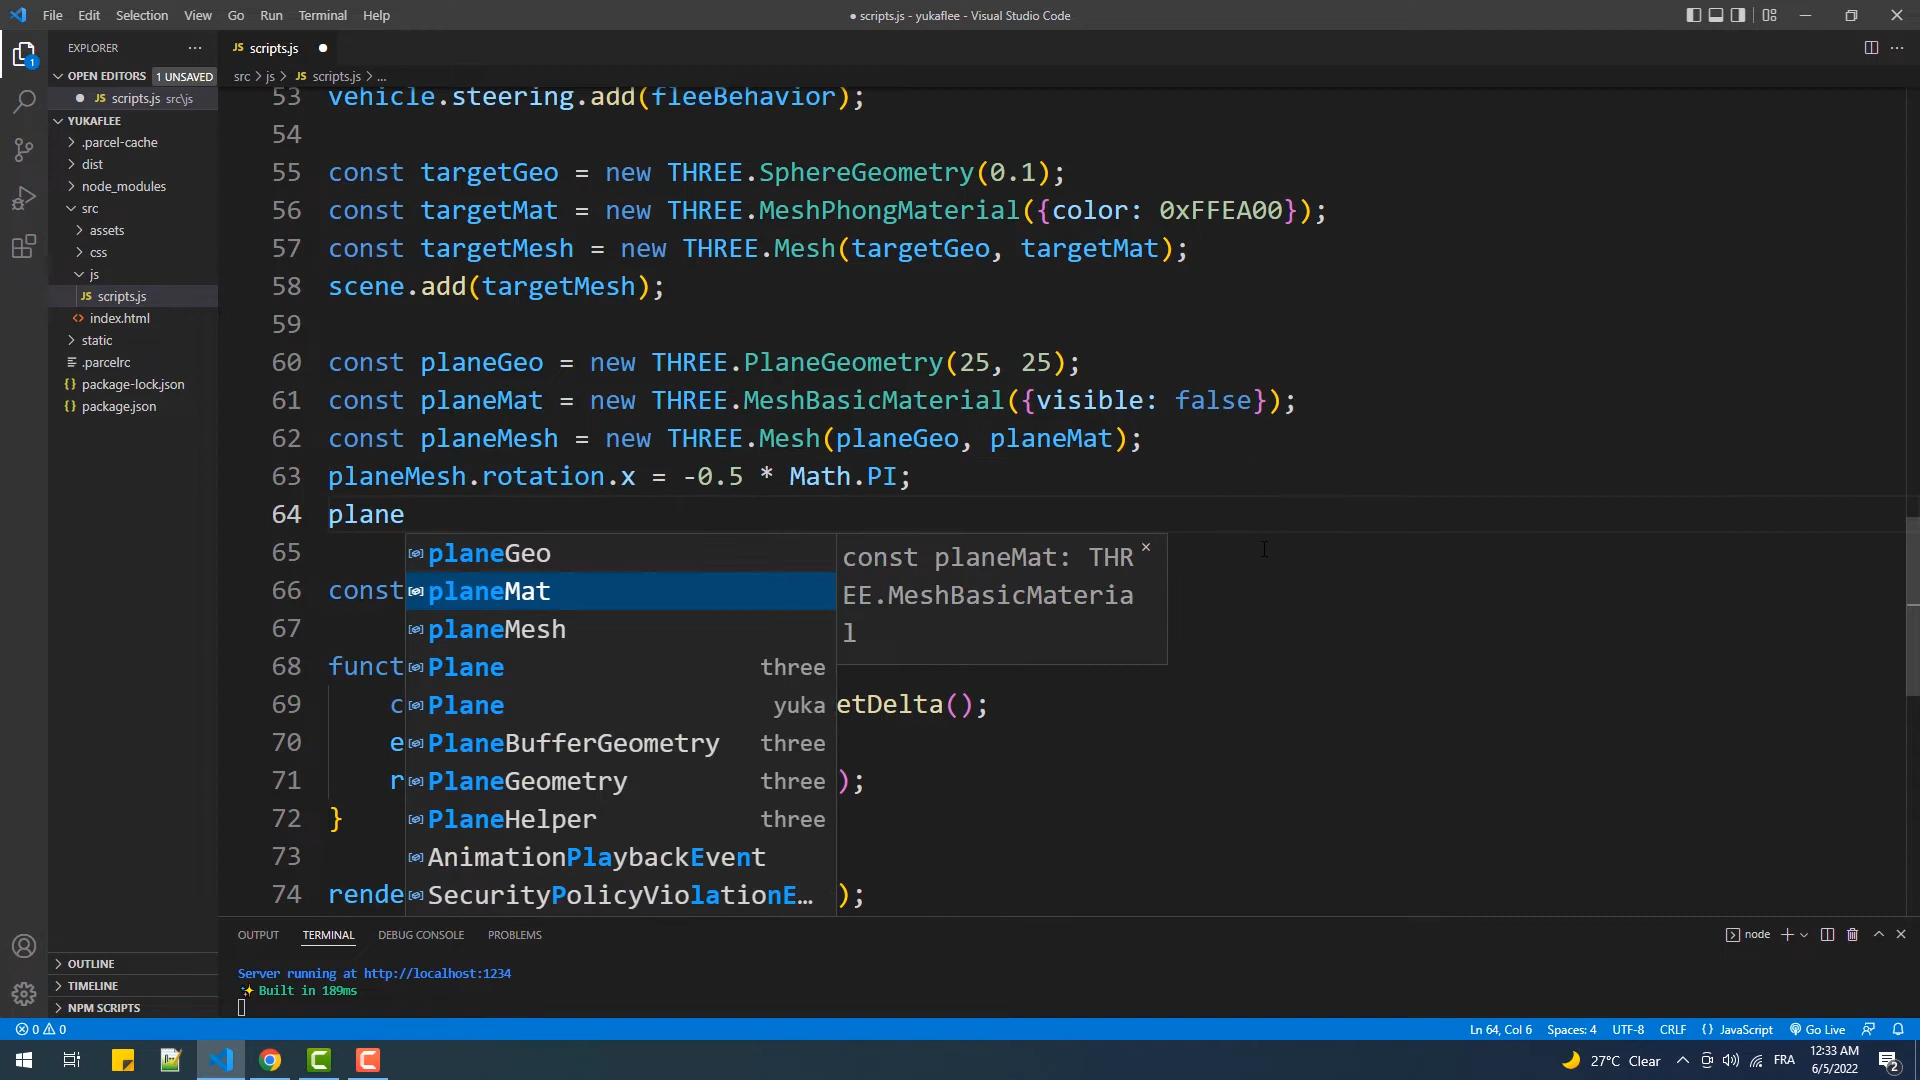 File Edit Selection View Go Run Terminal Help
● scripts.js - yukaflee - Visual Studio Code
EXPLORER
OPEN EDITORS 1 UNSAVED
JS scripts.js src\js
YUKAFLEE
.parcel-cache
dist
node_modules
src
assets
css
js
JS scripts.js
index.html
static
.parcelrc
package-lock.json
package.json
OUTLINE
TIMELINE
NPM SCRIPTS
1
JS scripts.js ●
src > js > JS scripts.js > ...
53 vehicle.steering.add(fleeBehavior);
54
55 const targetGeo = new THREE.SphereGeometry(0.1);
56 const targetMat = new THREE.MeshPhongMaterial({color: 0xFFEA00});
57 const targetMesh = new THREE.Mesh(targetGeo, targetMat);
58 scene.add(targetMesh);
59
60 const planeGeo = new THREE.PlaneGeometry(25, 25);
61 const planeMat = new THREE.MeshBasicMaterial({visible: false});
62 const planeMesh = new THREE.Mesh(planeGeo, planeMat);
63 planeMesh.rotation.x = -0.5 * Math.PI;
64 plane
65
66 const
67
68 funct
69 c etDelta();
70 e
71 r );
72 }
73
74 rende );
planeGeo
planeMat
planeMesh
Plane three
Plane yuka
PlaneBufferGeometry three
PlaneGeometry three
PlaneHelper three
AnimationPlaybackEvent
SecurityPolicyViolationE...
const planeMat: THR
EE.MeshBasicMateria
l
OUTPUT TERMINAL DEBUG CONSOLE PROBLEMS
node
Server running at http://localhost:1234
✨ Built in 189ms
0 0
Ln 64, Col 6 Spaces: 4 UTF-8 CRLF {} JavaScript Go Live
27°C Clear FRA 12:33 AM
6/5/2022
2